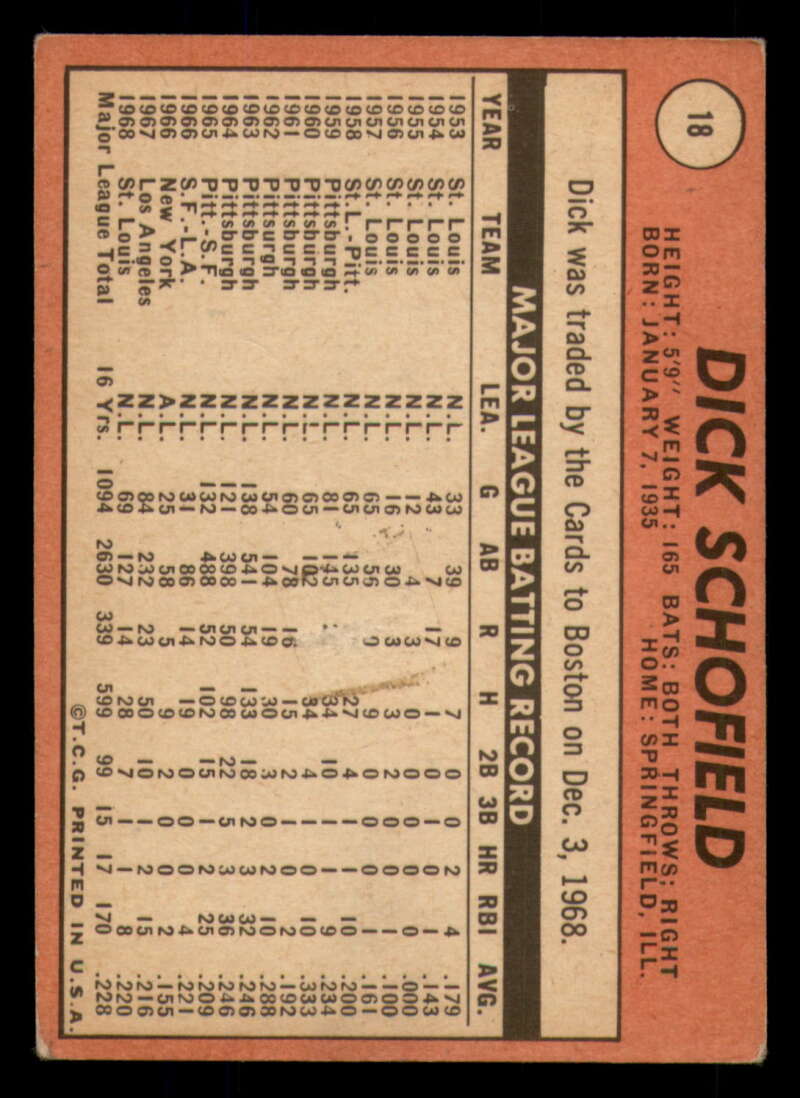 18
DICK SCHOFIELD
HEIGHT: 5'9" WEIGHT: 165 BATS: BOTH THROWS: RIGHT
BORN: JANUARY 7, 1935 HOME: SPRINGFIELD, ILL.
Dick was traded by the Cards to Boston on Dec. 3, 1968.
MAJOR LEAGUE BATTING RECORD
YEAR TEAM LEA. G AB R H 2B 3B HR RBI AVG.
1953 St. Louis N.L. 33 39 9 7 0 0 2 4 .179
1954 St. Louis N.L. 43 7 17 1 0 1 0 1 .143
1955 St. Louis N.L. 12 4 3 0 0 0 0 0 .000
1956 St. Louis N.L. 16 30 3 3 2 0 0 1 .100
1957 St. Louis N.L. 65 56 9 0 0 0 1 .161
1958 St.L.-Pitt. N.L. 65 135 27 4 1 1 10 .200
1959 Pittsburgh N.L. 81 145 34 10 1 1 9 .234
1960 Pittsburgh N.L. 65 102 34 4 1 0 10 .333
1961 Pittsburgh N.L. 60 78 16 15 2 1 0 2 .192
1962 Pittsurgh N.L. 54 104 19 30 3 0 2 10 .288
1963 Pittsburgh N.L. 138 541 54 133 18 2 3 32 .246
1964 Pittsburgh N.L. 121 398 50 98 22 5 3 36 .246
1965 Pitt.-S.F. N.L. 132 488 52 102 15 1 2 25 .209
1966 S.F.-L.A. N.L. 31 86 14 19 0 0 0 4 .221
1966 New York A.L. 25 58 5 9 2 0 0 2 .155
1967 Los Angeles N.L. 84 232 23 50 10 1 2 15 .216
1968 St. Louis N.L. 69 127 14 28 7 1 1 8 .220
Major League Total 16 Yrs. 1094 2630 339 599 99 15 17 170 .228
©T.C.G. PRINTED IN U.S.A.